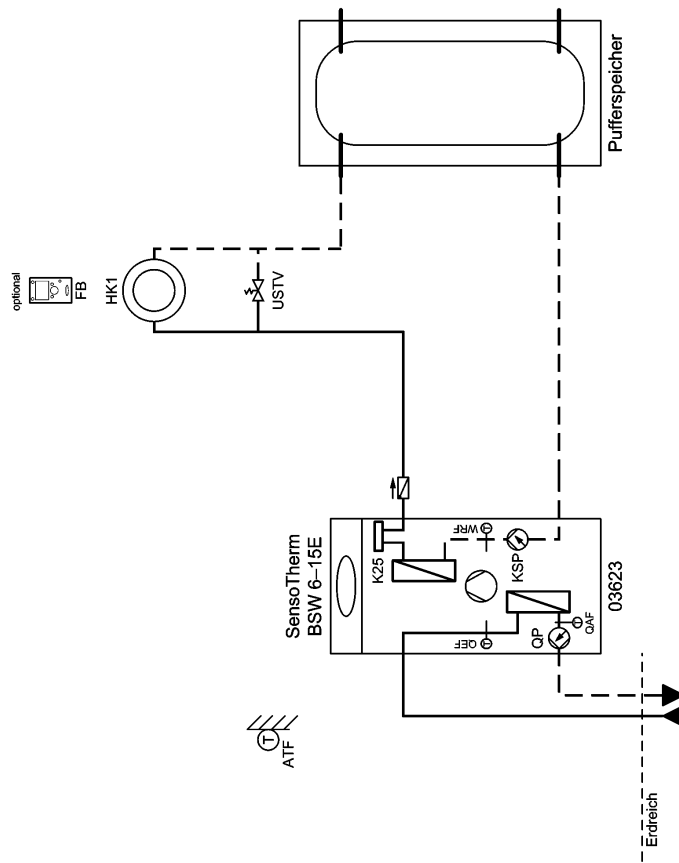 optional
FB
HK1
USTV
Pufferspeicher
SensoTherm
BSW 6–15E
K25
WRF
T
KSP
QEF
T
QP
T
QAF
03623
T
ATF
Erdreich